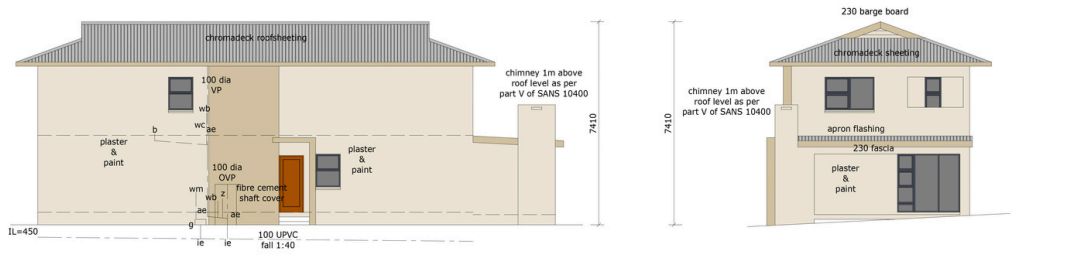 230 barge board
chromadeck roofsheeting
chromadeck sheeting
100 dia
VP
chimney 1m above
roof level as per
part V of SANS 10400
chimney 1m above
roof level as per
part V of SANS 10400
wb
wc
ae
b
7410
7410
apron flashing
230 fascia
plaster
&
paint
plaster
&
paint
plaster
&
paint
100 dia
OVP
fibre cement
shaft cover
wm
z
wb
ae
ae
g
IL=450
ie
ie
100 UPVC
fall 1:40